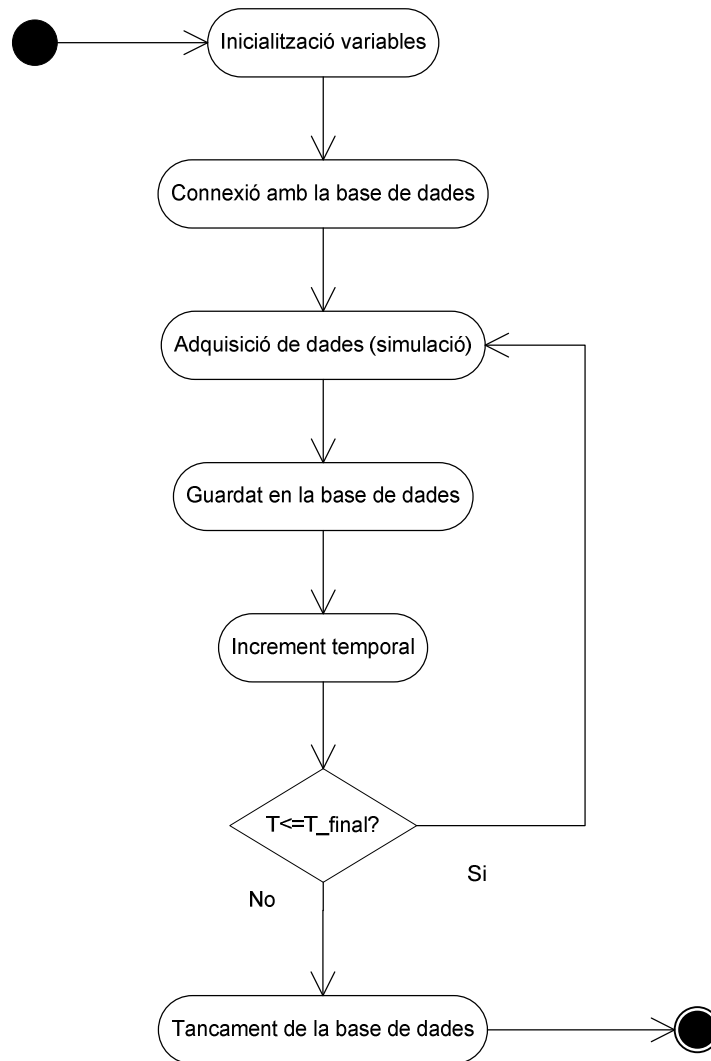 Inicialització variables
Connexió amb la base de dades
Adquisició de dades (simulació)
Guardat en la base de dades
Increment temporal
T<=T_final?
Si
No
Tancament de la base de dades